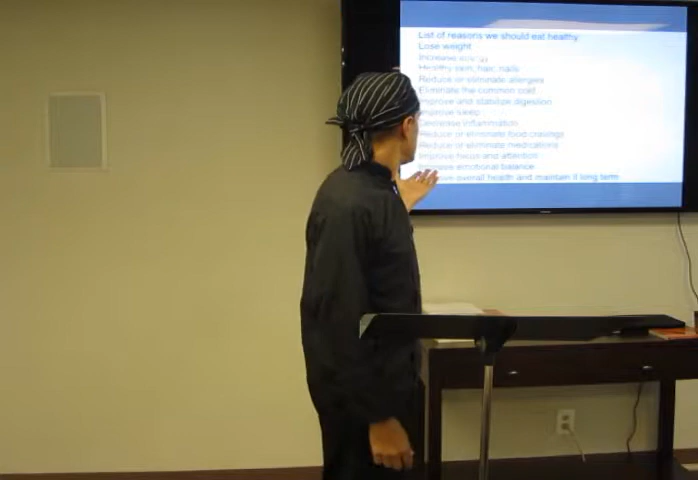 List of reasons we should eat healthy:
Lose weight
Increase energy
Healthy skin, hair, nails
Reduce or eliminate allergies
Eliminate the common cold
Improve and stabilize digestion
Improve sleep
Decrease inflammation
Reduce or eliminate food cravings
Reduce or eliminate medications
Improve focus and attention
Improve emotional balance
overall health and maintain it long term